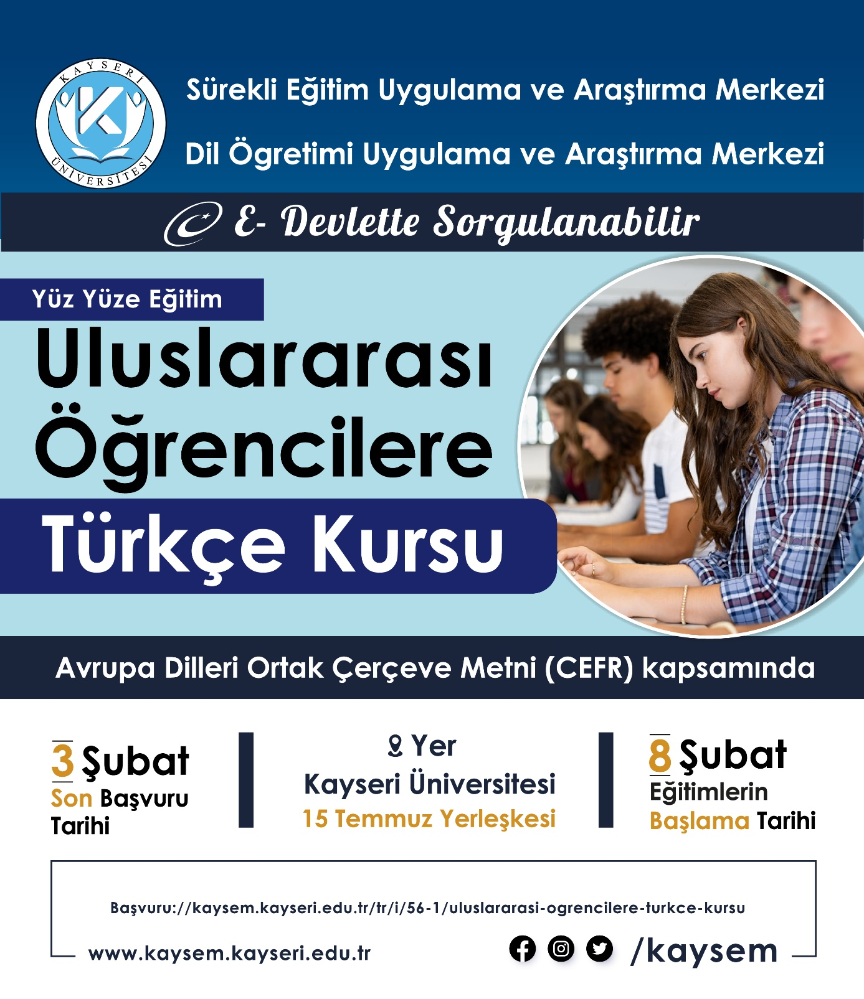 KAYSERİ
ÜNİVERSİTESİ
Sürekli Eğitim Uygulama ve Araştırma Merkezi
Dil Ögretimi Uygulama ve Araştırma Merkezi
E- Devlette Sorgulanabilir
Yüz Yüze Eğitim
Uluslararası
Öğrencilere
Türkçe Kursu
Avrupa Dilleri Ortak Çerçeve Metni (CEFR) kapsamında
3 Şubat
Son Başvuru
Tarihi
Yer
Kayseri Üniversitesi
15 Temmuz Yerleşkesi
8 Şubat
Eğitimlerin
Başlama Tarihi
Başvuru://kaysem.kayseri.edu.tr/tr/i/56-1/uluslararasi-ogrencilere-turkce-kursu
www.kaysem.kayseri.edu.tr
/kaysem